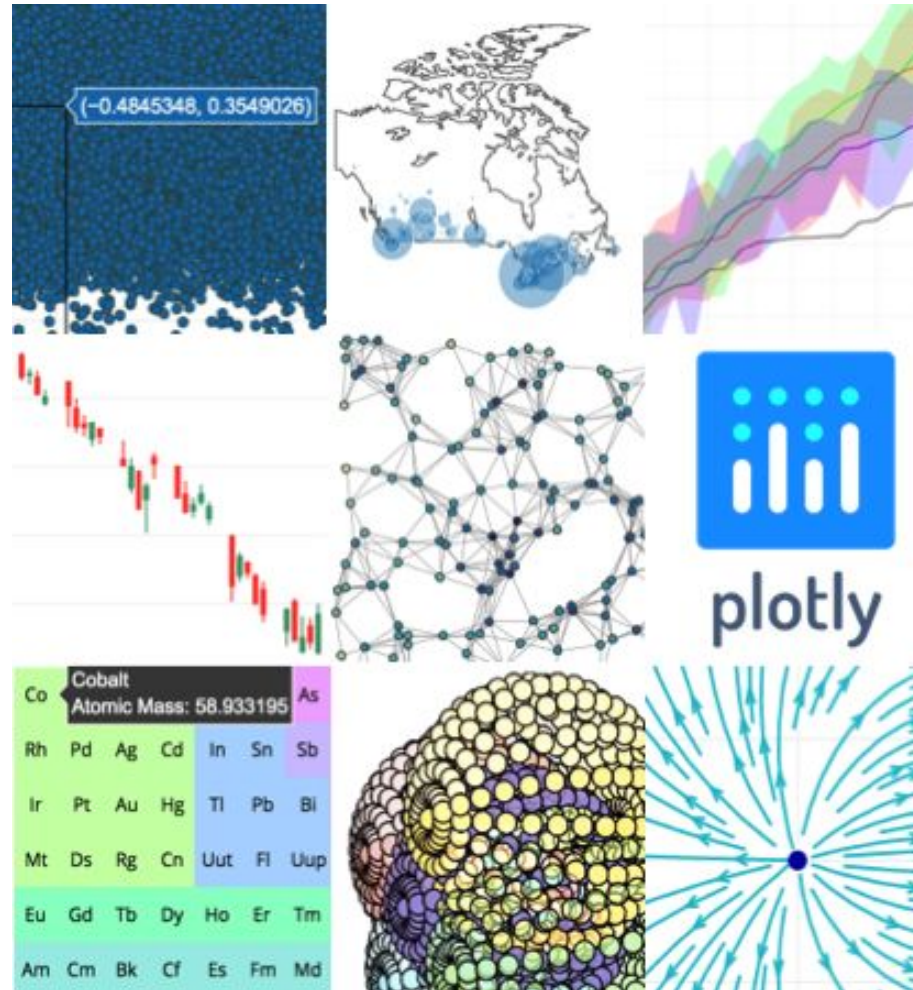 (−0.4845348, 0.3549026)
plotly
Co Cobalt As
Atomic Mass: 58.933195
Rh Pd Ag Cd In Sn Sb
Ir Pt Au Hg Tl Pb Bi
Mt Ds Rg Cn Uut Fl Uup
Eu Gd Tb Dy Ho Er Tm
Am Cm Bk Cf Es Fm Md